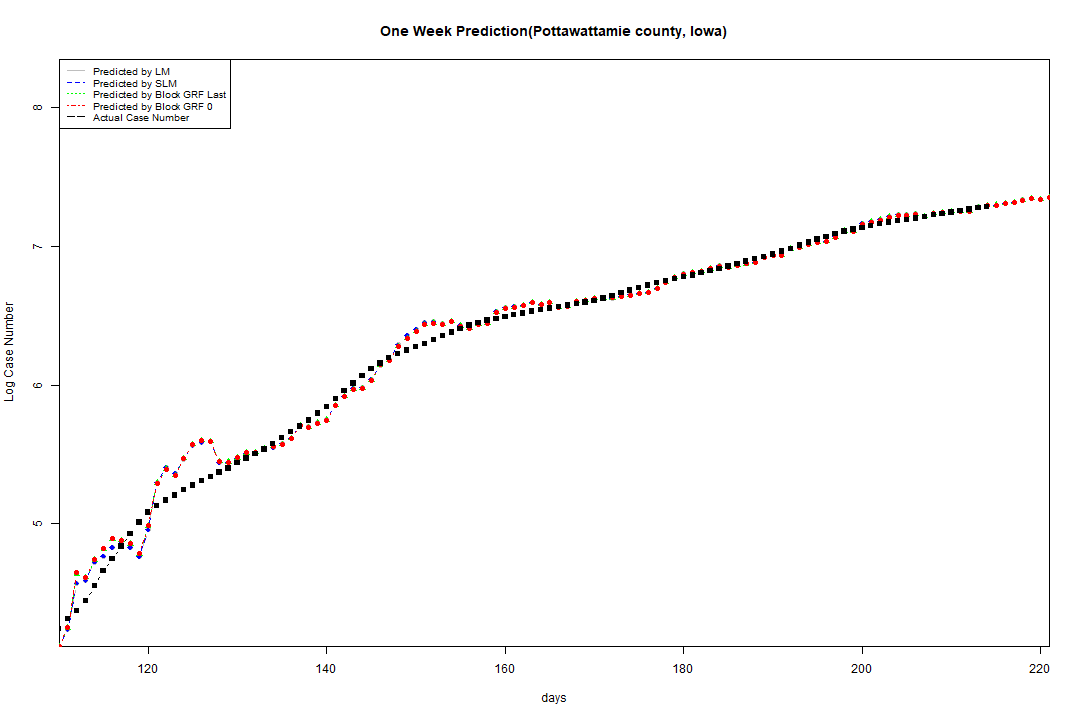 One Week Prediction(Pottawattamie county, Iowa)
Predicted by LM
Predicted by SLM
Predicted by Block GRF Last
Predicted by Block GRF 0
Actual Case Number
8
7
6
5
Log Case Number
120 140 160 180 200 220
days